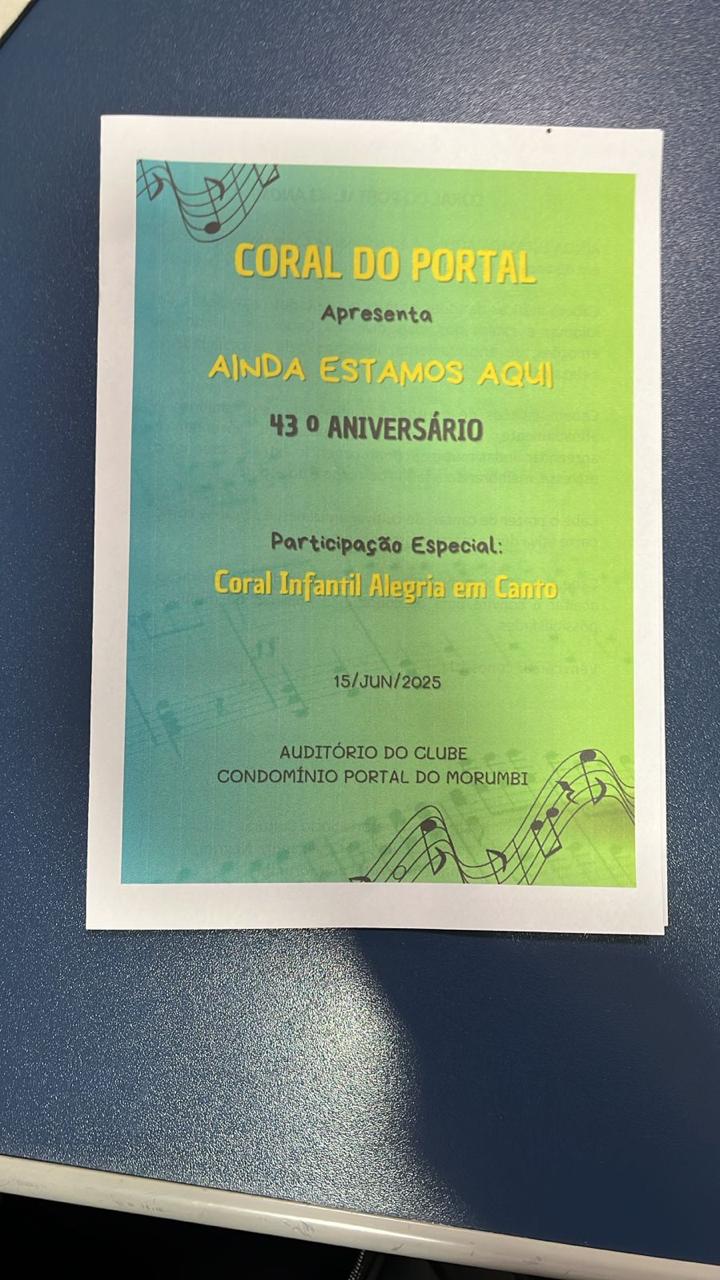 CORAL DO PORTAL
Apresenta
AINDA ESTAMOS AQUI
43 º ANIVERSÁRIO
Participação Especial:
Coral Infantil Alegria em Canto
15/JUN/2025
AUDITÓRIO DO CLUBE
CONDOMÍNIO PORTAL DO MORUMBI